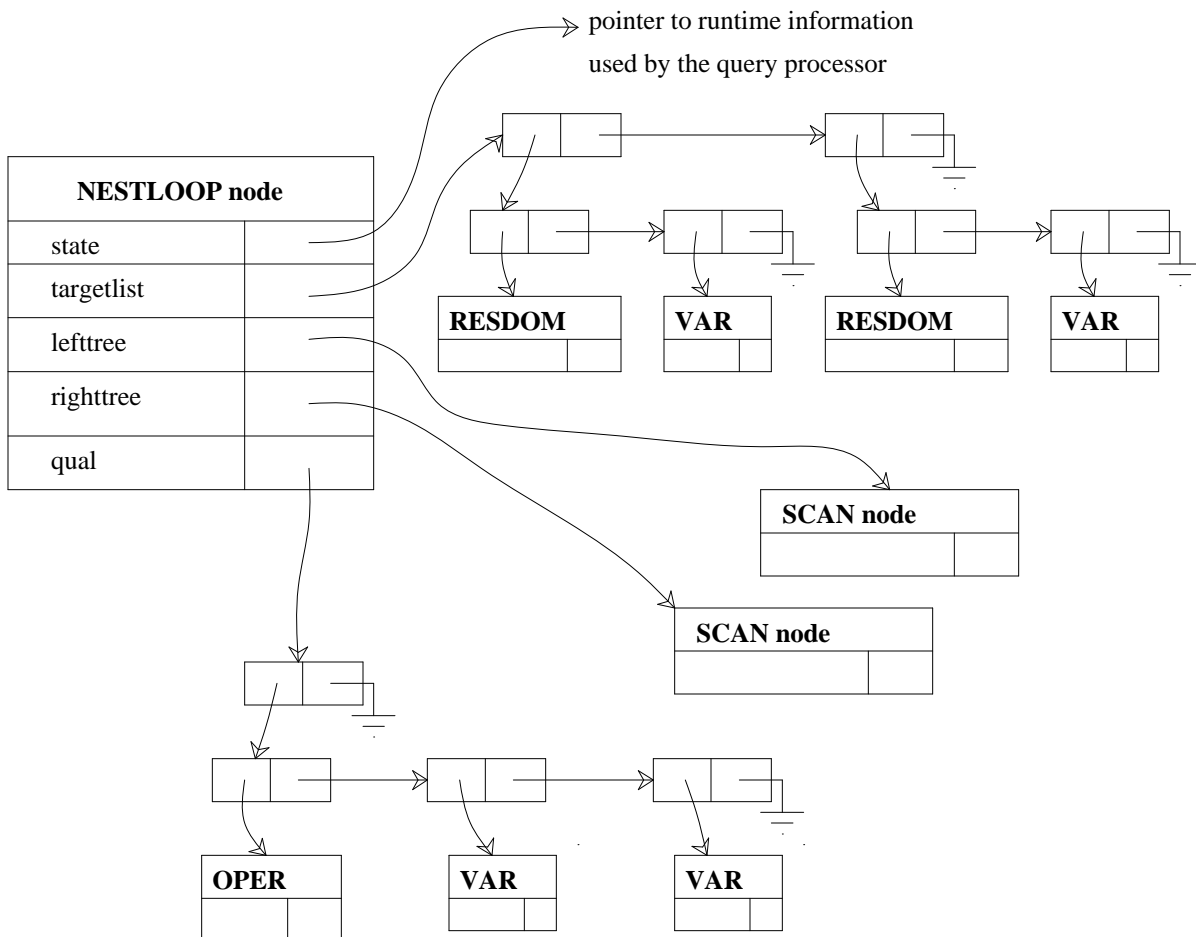 pointer to runtime information
used by the query processor
NESTLOOP node
state
targetlist
lefttree
righttree
qual
RESDOM
VAR
RESDOM
VAR
SCAN node
SCAN node
OPER
VAR
VAR